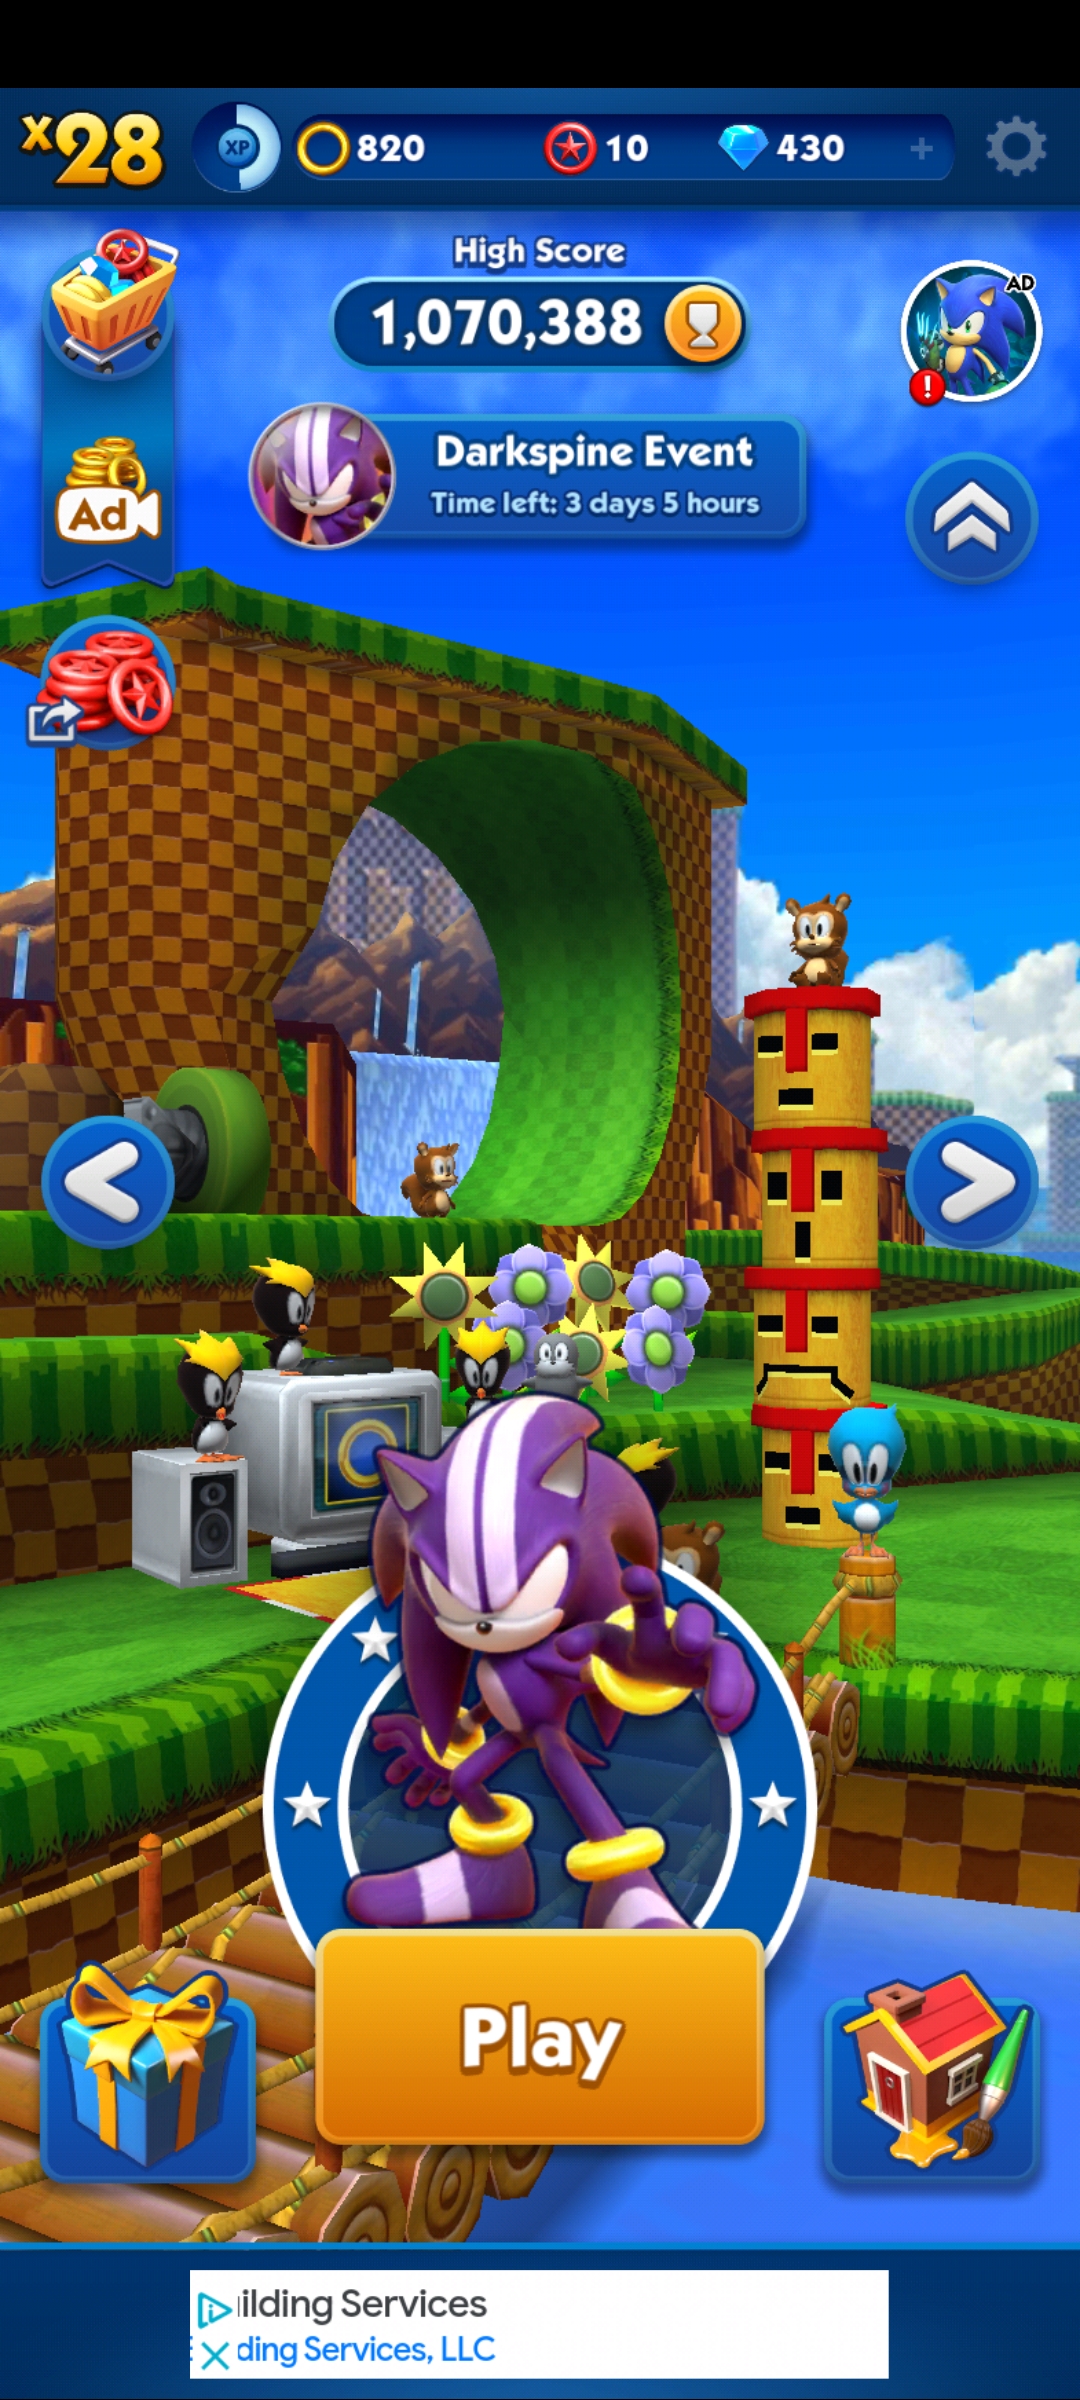 x28
XP
820
10
430
+
High Score
1,070,388
AD
!
Darkspine Event
Time left: 3 days 5 hours
Ad
Play
ilding Services
ding Services, LLC